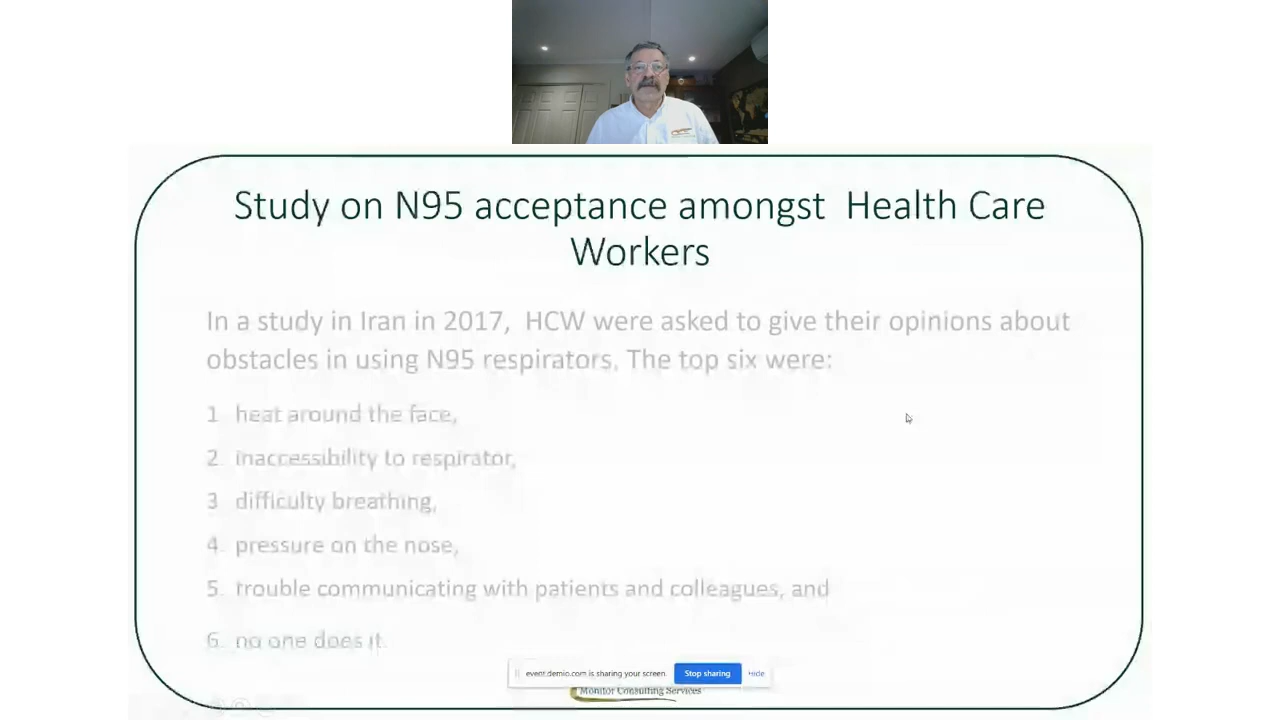 Study on N95 acceptance amongst Health Care
Workers
In a study in Iran in 2017, HCW were asked to give their opinions about
obstacles in using N95 respirators. The top six were:
1. heat around the face,
2. inaccessibility to respirator,
3. difficulty breathing,
4. pressure on the nose,
5. trouble communicating with patients and colleagues, and
6. no one does it.
event.demio.com is sharing your screen. Stop sharing Hide
Monitor Consulting Services